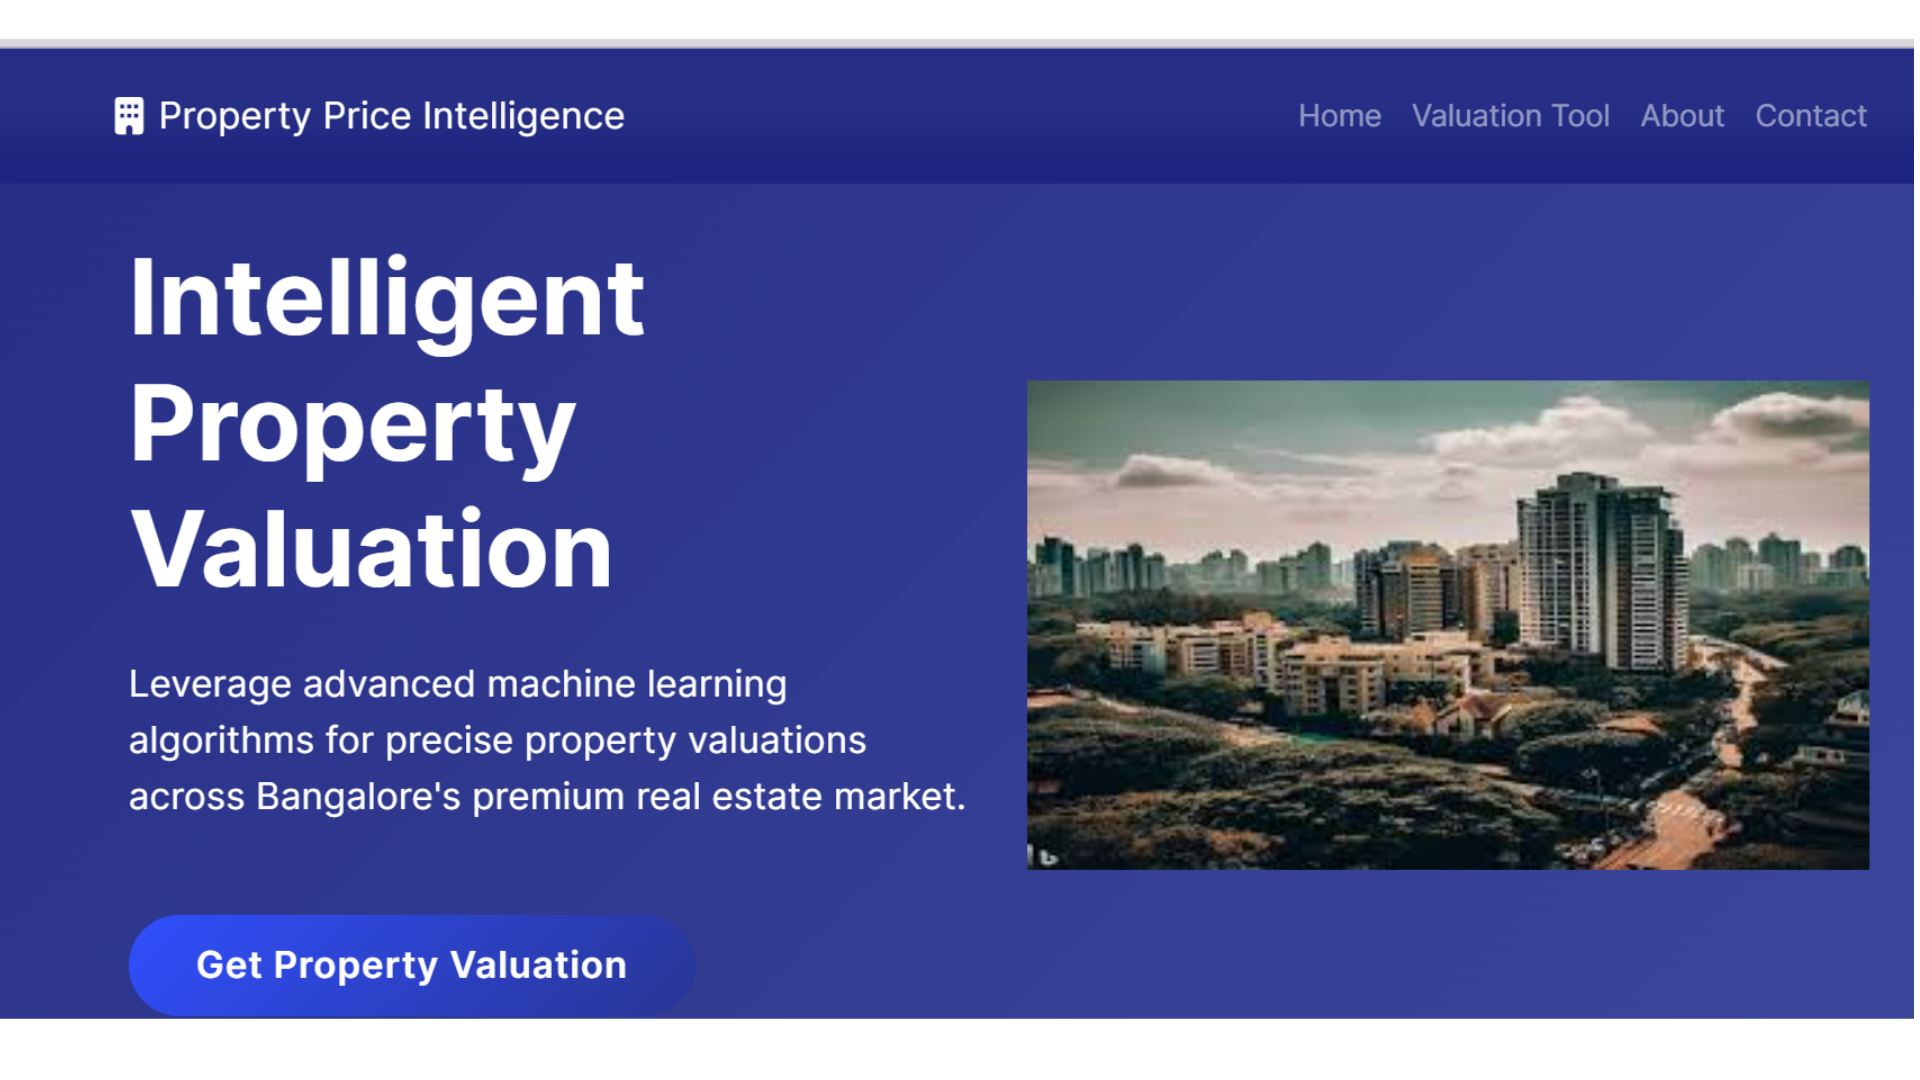 Property Price Intelligence
Home Valuation Tool About Contact
Intelligent
Property
Valuation
Leverage advanced machine learning
algorithms for precise property valuations
across Bangalore's premium real estate market.
Get Property Valuation